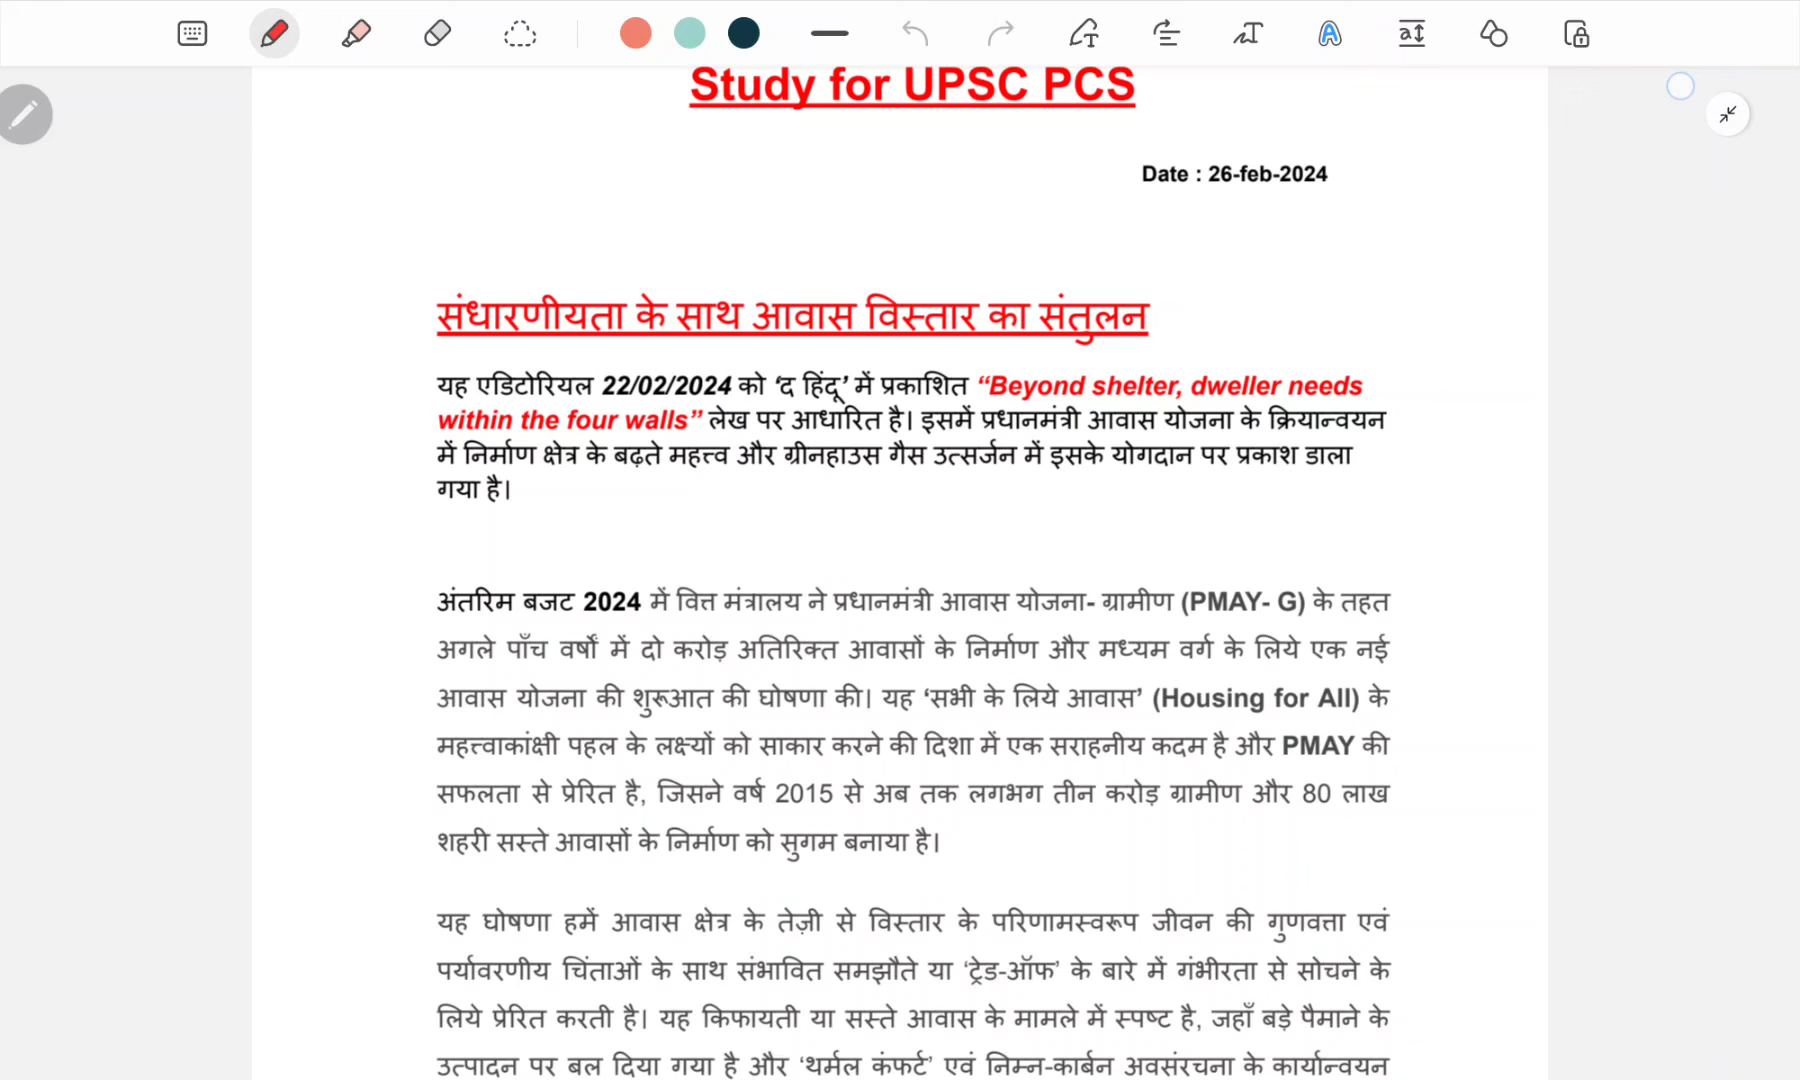 Study for UPSC PCS
Date : 26-feb-2024
संधारणीयता के साथ आवास विस्तार का संतुलन
यह एडिटोरियल 22/02/2024 को ‘द हिंदू’ में प्रकाशित “Beyond shelter, dweller needs
within the four walls” लेख पर आधारित है। इसमें प्रधानमंत्री आवास योजना के क्रियान्वयन
में निर्माण क्षेत्र के बढ़ते महत्त्व और ग्रीनहाउस गैस उत्सर्जन में इसके योगदान पर प्रकाश डाला
गया है।
अंतरिम बजट 2024 में वित्त मंत्रालय ने प्रधानमंत्री आवास योजना- ग्रामीण (PMAY- G) के तहत
अगले पाँच वर्षों में दो करोड़ अतिरिक्त आवासों के निर्माण और मध्यम वर्ग के लिये एक नई
आवास योजना की शुरूआत की घोषणा की। यह ‘सभी के लिये आवास’ (Housing for All) के
महत्त्वाकांक्षी पहल के लक्ष्यों को साकार करने की दिशा में एक सराहनीय कदम है और PMAY की
सफलता से प्रेरित है, जिसने वर्ष 2015 से अब तक लगभग तीन करोड़ ग्रामीण और 80 लाख
शहरी सस्ते आवासों के निर्माण को सुगम बनाया है।
यह घोषणा हमें आवास क्षेत्र के तेज़ी से विस्तार के परिणामस्वरूप जीवन की गुणवत्ता एवं
पर्यावरणीय चिंताओं के साथ संभावित समझौते या ‘ट्रेड-ऑफ’ के बारे में गंभीरता से सोचने के
लिये प्रेरित करती है। यह किफायती या सस्ते आवास के मामले में स्पष्ट है, जहाँ बड़े पैमाने के
उत्पादन पर बल दिया गया है और ‘थर्मल कंफर्ट’ एवं निम्न-कार्बन अवसंरचना के कार्यान्वयन